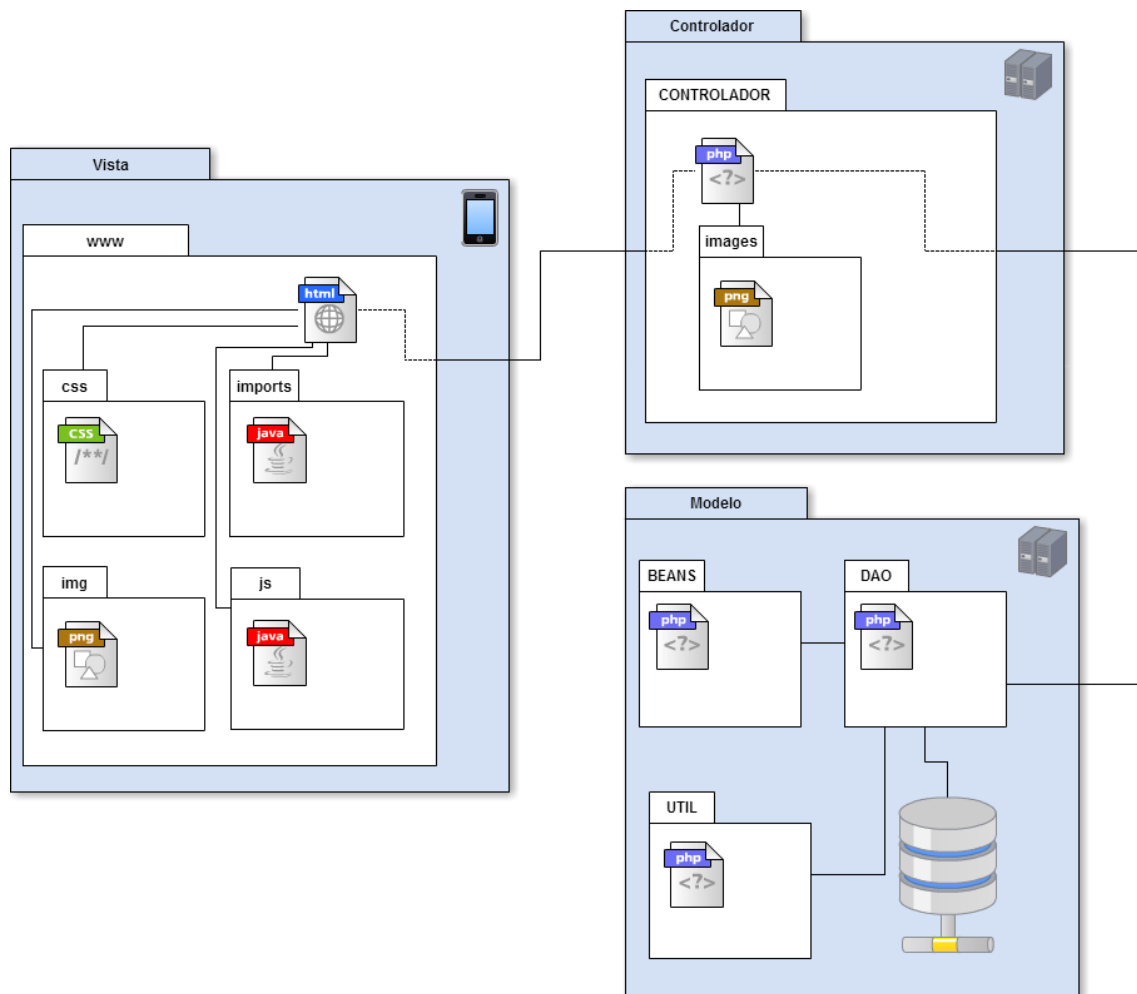 Vista
www
html
css
CSS
/**/
imports
java
img
png
js
java
Controlador
CONTROLADOR
php
<?>
images
png
Modelo
BEANS
php
<?>
DAO
php
<?>
UTIL
php
<?>